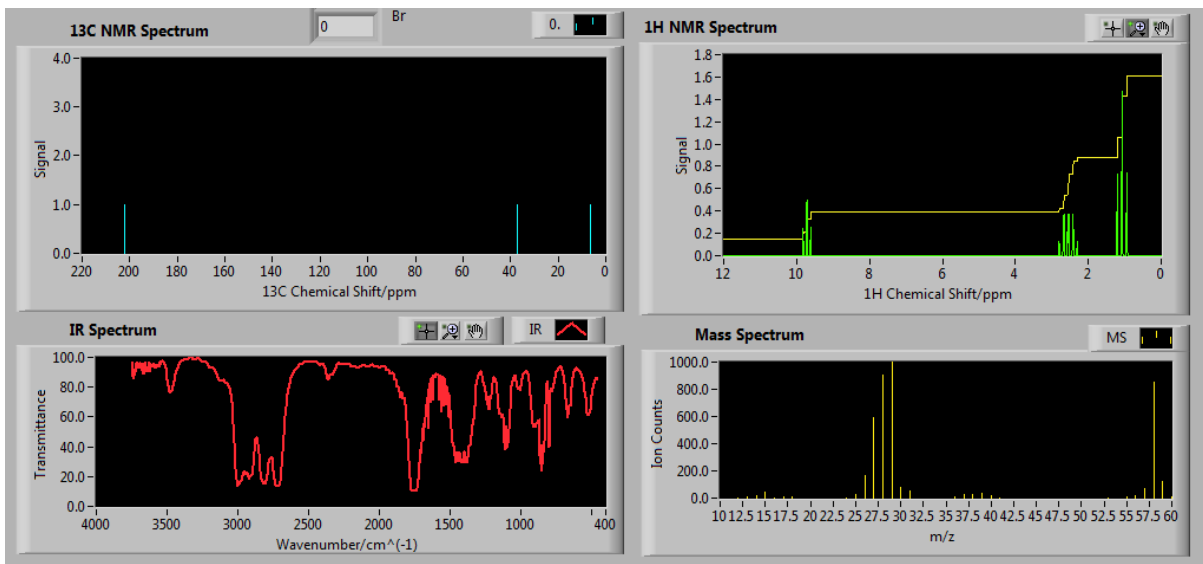 13C NMR Spectrum
0
Br
0.
4.0
3.0
2.0
1.0
0.0
Signal
220 200 180 160 140 120 100 80 60 40 20 0
13C Chemical Shift/ppm
1H NMR Spectrum
1.8
1.6
1.4
1.2
1.0
0.8
0.6
0.4
0.2
0.0
Signal
12 10 8 6 4 2 0
1H Chemical Shift/ppm
IR Spectrum
IR
100.0
80.0
60.0
40.0
20.0
0.0
Transmittance
4000 3000 2000 1000 400
Wavenumber/cm^(-1)
Mass Spectrum
MS
1000.0
800.0
600.0
400.0
200.0
0.0
Ion Counts
10 12.5 15 17.5 20 22.5 25 27.5 30 32.5 35 37.5 40 42.5 45 47.5 50 52.5 55 57.5 60
m/z